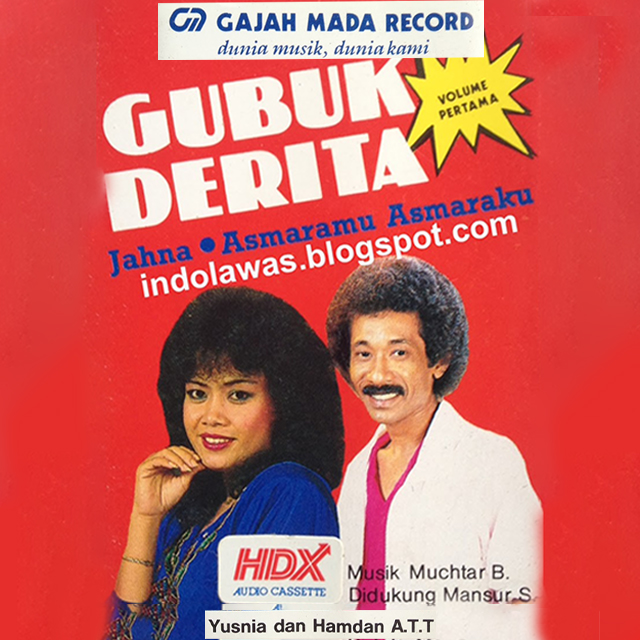 GAJAH MADA RECORD
dunia musik, dunia kami
GUBUK
DERITA
VOLUME
PERTAMA
Jahna • Asmaramu Asmaraku
indolawas.blogspot.com
HDX
AUDIO CASSETTE
Musik Muchtar B.
Didukung Mansur S
Yusnia dan Hamdan A.T.T